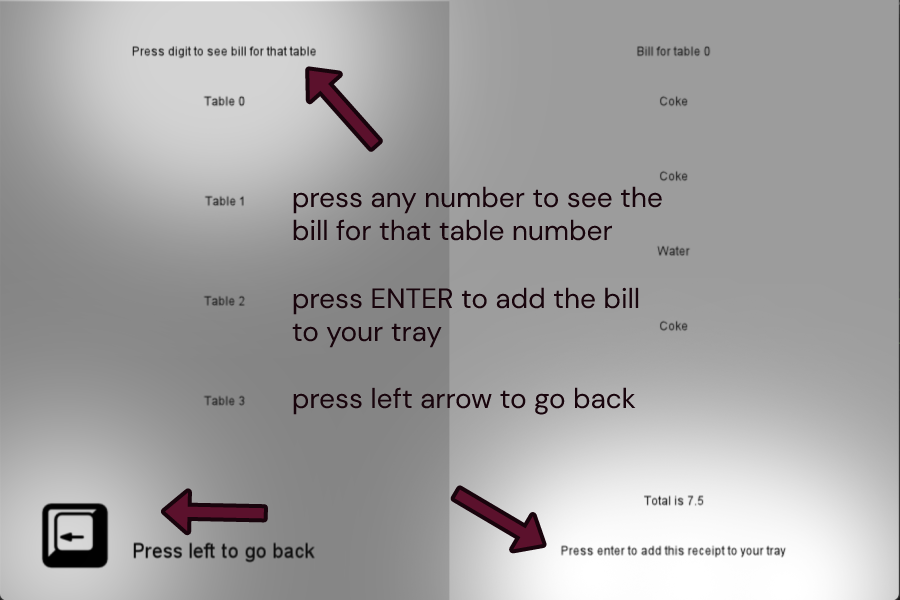 Press digit to see bill for that table
Table 0
Table 1
Table 2
Table 3
Press left to go back
press any number to see the
bill for that table number
press ENTER to add the bill
to your tray
press left arrow to go back
Bill for table 0
Coke
Coke
Water
Coke
Total is 7.5
Press enter to add this receipt to your tray